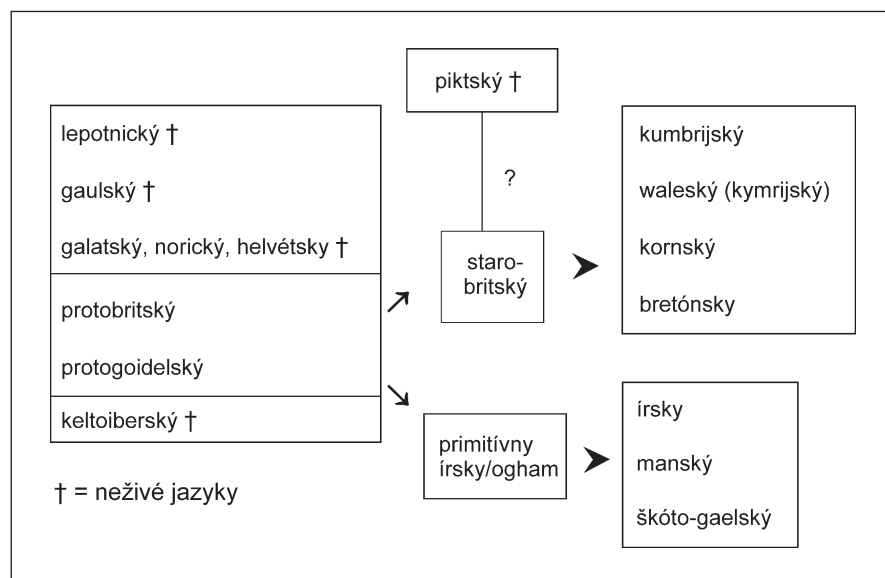 lepotnický †
gaulský †
galatský, norický, helvétsky †
protobritský
protogoidelský
keltoiberský †
† = neživé jazyky
piktský †
?
staro-
britský
primitívny
írsky/ogham
kumbrijský
waleský (kymrijský)
kornský
bretónsky
írsky
manský
škóto-gaelský